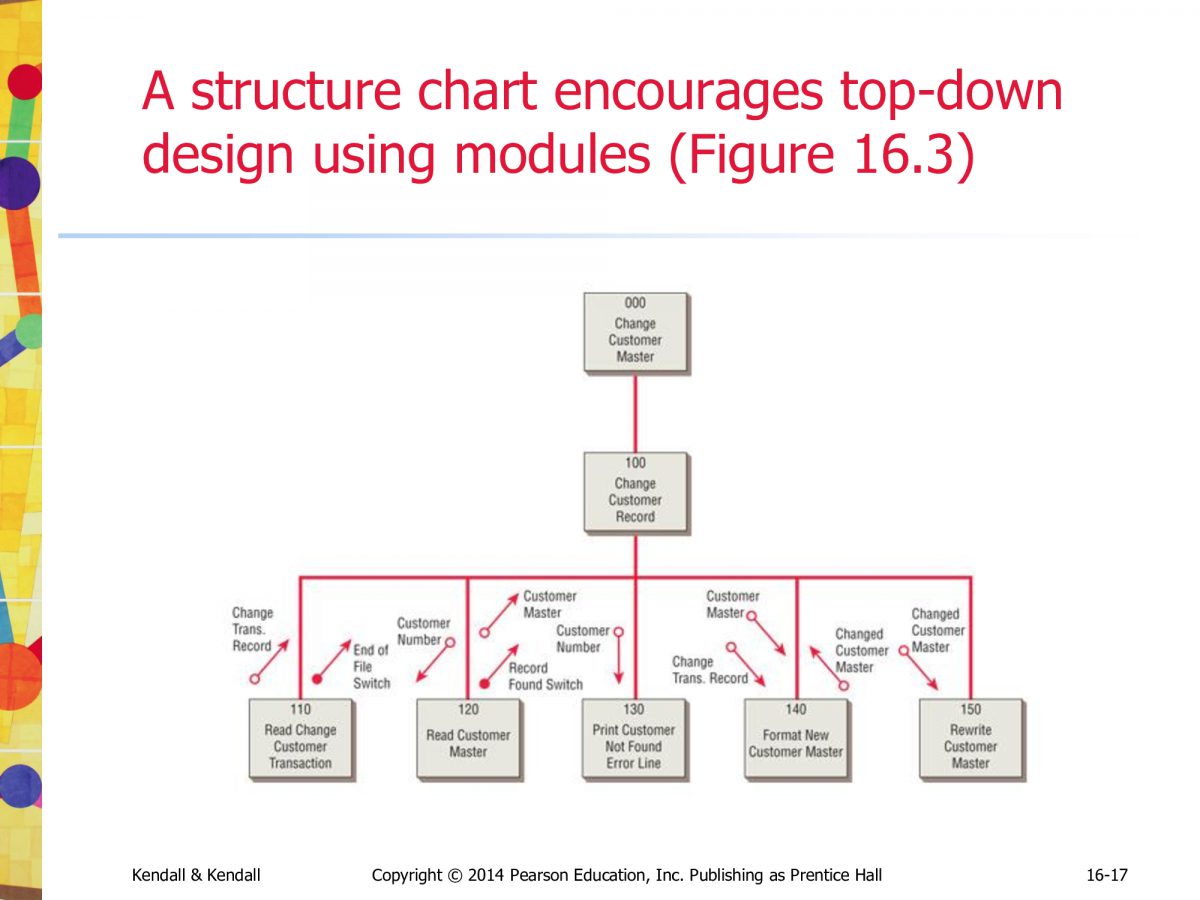 A structure chart encourages top-down
design using modules (Figure 16.3)
000
Change
Customer
Master
100
Change
Customer
Record
Change
Trans.
Record
End of
File
Switch
Customer
Number
Customer
Master
Record
Found Switch
Customer
Number
Customer
Master
Change
Trans. Record
Changed
Customer
Master
Changed
Customer
Master
110
Read Change
Customer
Transaction
120
Read Customer
Master
130
Print Customer
Not Found
Error Line
140
Format New
Customer Master
150
Rewrite
Customer
Master
Kendall & Kendall
Copyright © 2014 Pearson Education, Inc. Publishing as Prentice Hall
16-17